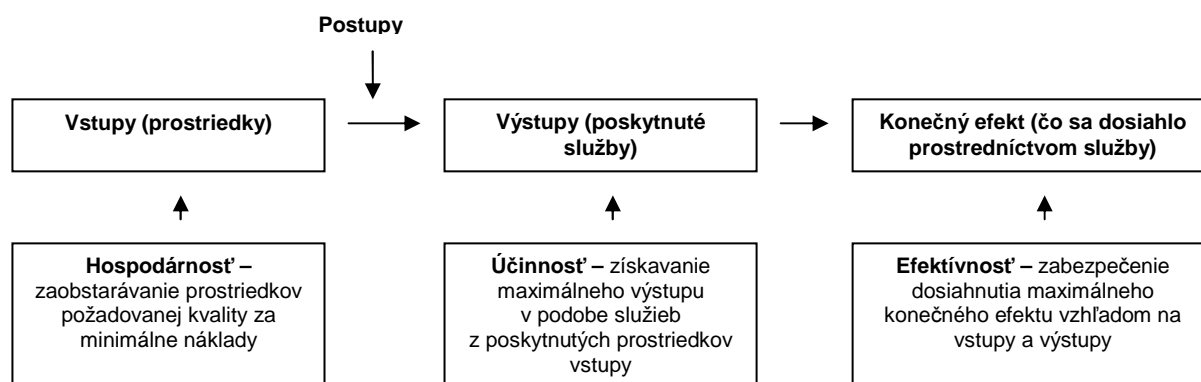 Postupy
Vstupy (prostriedky)
Výstupy (poskytnuté
služby)
Konečný efekt (čo sa dosiahlo
prostredníctvom služby)
Hospodárnosť –
zaobstarávanie prostriedkov
požadovanej kvality za
minimálne náklady
Účinnosť – získavanie
maximálneho výstupu
v podobe služieb
z poskytnutých prostriedkov
vstupy
Efektívnosť – zabezpečenie
dosiahnutia maximálneho
konečného efektu vzhľadom na
vstupy a výstupy